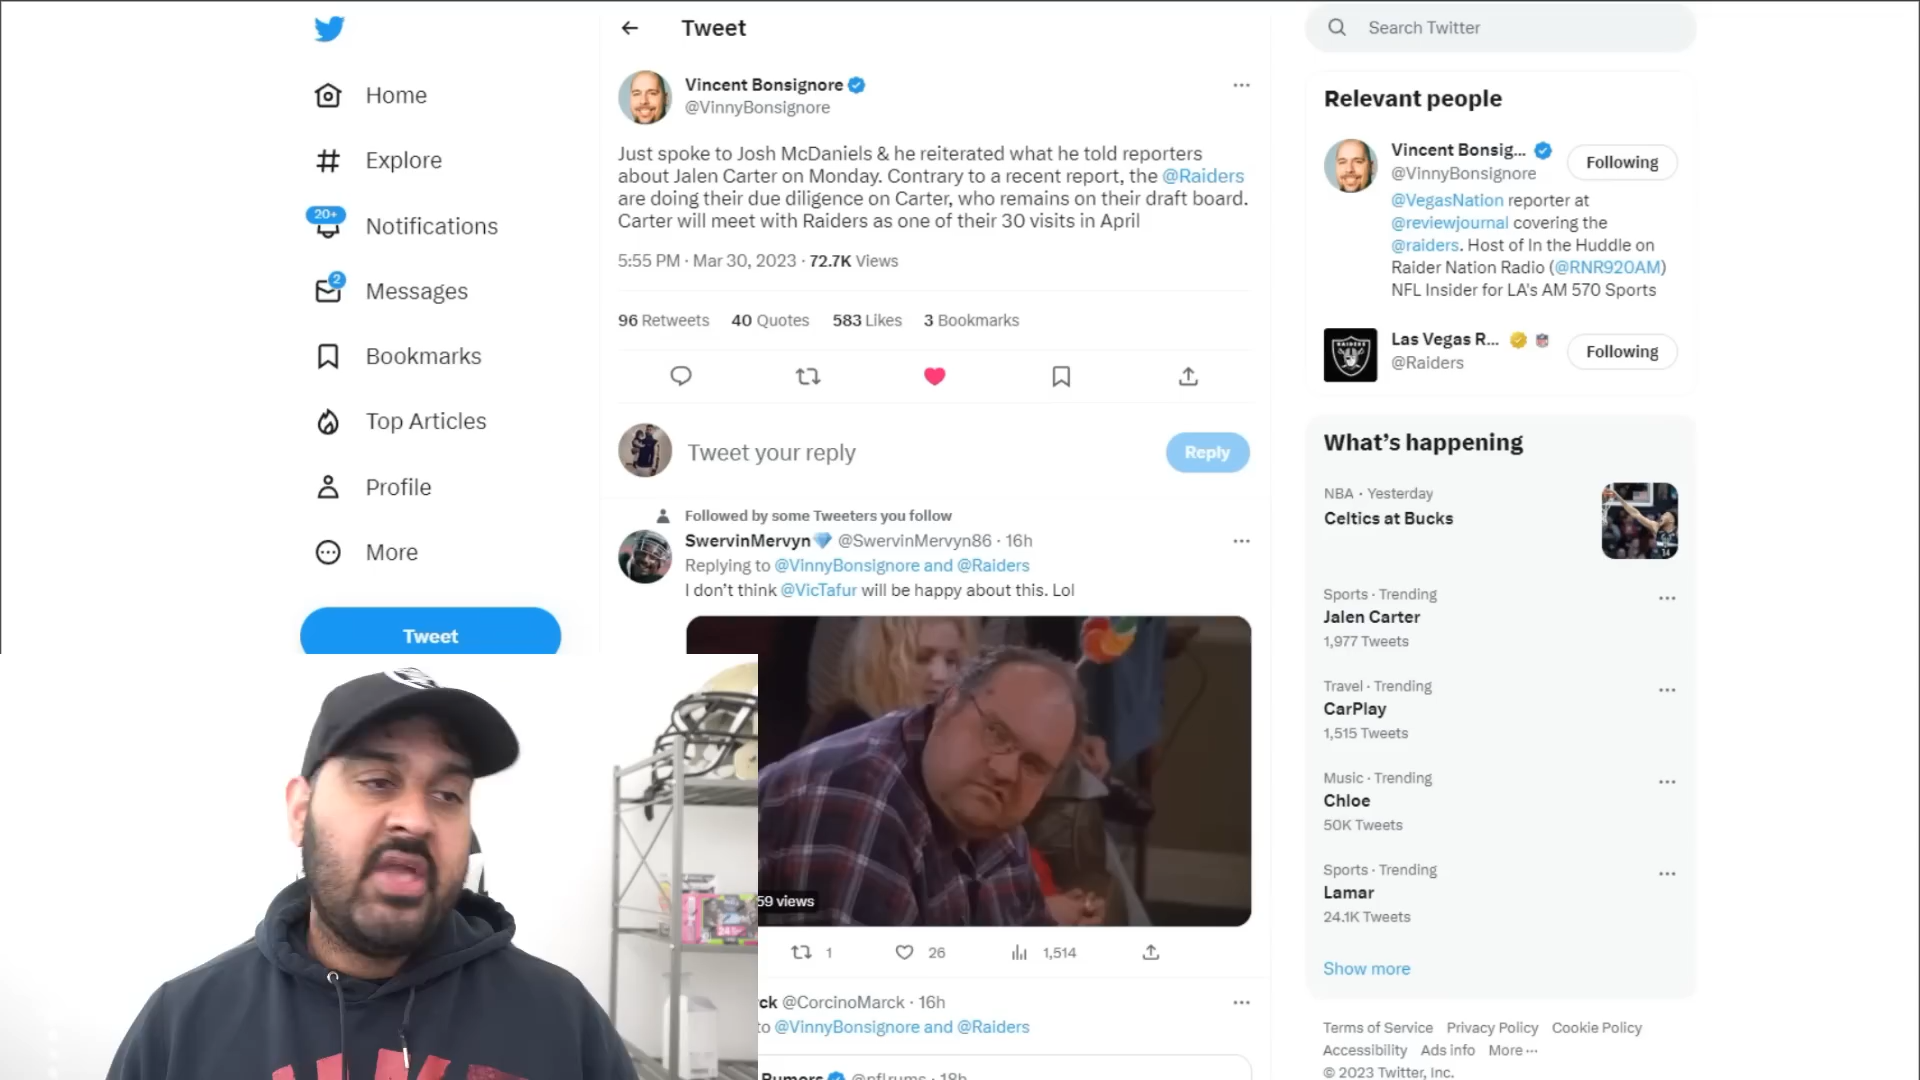 Home
Explore
20+
Notifications
2
Messages
Bookmarks
Top Articles
Profile
More
Tweet
Tweet
Vincent Bonsignore
@VinnyBonsignore
Just spoke to Josh McDaniels & he reiterated what he told reporters
about Jalen Carter on Monday. Contrary to a recent report, the @Raiders
are doing their due diligence on Carter, who remains on their draft board.
Carter will meet with Raiders as one of their 30 visits in April
5:55 PM · Mar 30, 2023 · 72.7K Views
96 Retweets 40 Quotes 583 Likes 3 Bookmarks
Tweet your reply
Reply
Followed by some Tweeters you follow
SwervinMervyn @SwervinMervyn86 · 16h
Replying to @VinnyBonsignore and @Raiders
I don't think @VicTafur will be happy about this. Lol
59 views
1 26 1,514
ck @CorcinoMarck · 16h
to @VinnyBonsignore and @Raiders
Rumors @nflrums · 18h
Search Twitter
Relevant people
Vincent Bonsig...
@VinnyBonsignore
Following
@VegasNation reporter at
@reviewjournal covering the
@raiders. Host of In the Huddle on
Raider Nation Radio (@RNR920AM)
NFL Insider for LA's AM 570 Sports
RAIDERS
Las Vegas R...
@Raiders
Following
What's happening
NBA · Yesterday
Celtics at Bucks
14
Sports · Trending
Jalen Carter
1,977 Tweets
Travel · Trending
CarPlay
1,515 Tweets
Music · Trending
Chloe
50K Tweets
Sports · Trending
Lamar
24.1K Tweets
Show more
Terms of Service Privacy Policy Cookie Policy
Accessibility Ads info More ···
© 2023 Twitter, Inc.
24